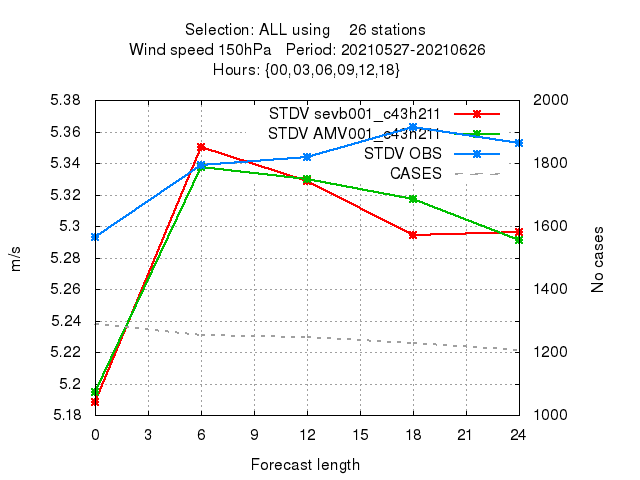 Selection: ALL using    26 stations
Wind speed 150hPa   Period: 20210527-20210626
Hours: {00,03,06,09,12,18}
STDV sevb001_c43h211
STDV AMV001_c43h211
STDV OBS
CASES
5.38
5.36
5.34
5.32
5.3
5.28
5.26
5.24
5.22
5.2
5.18
m/s
2000
1800
1600
1400
1200
1000
No cases
0 3 6 9 12 15 18 21 24
Forecast length